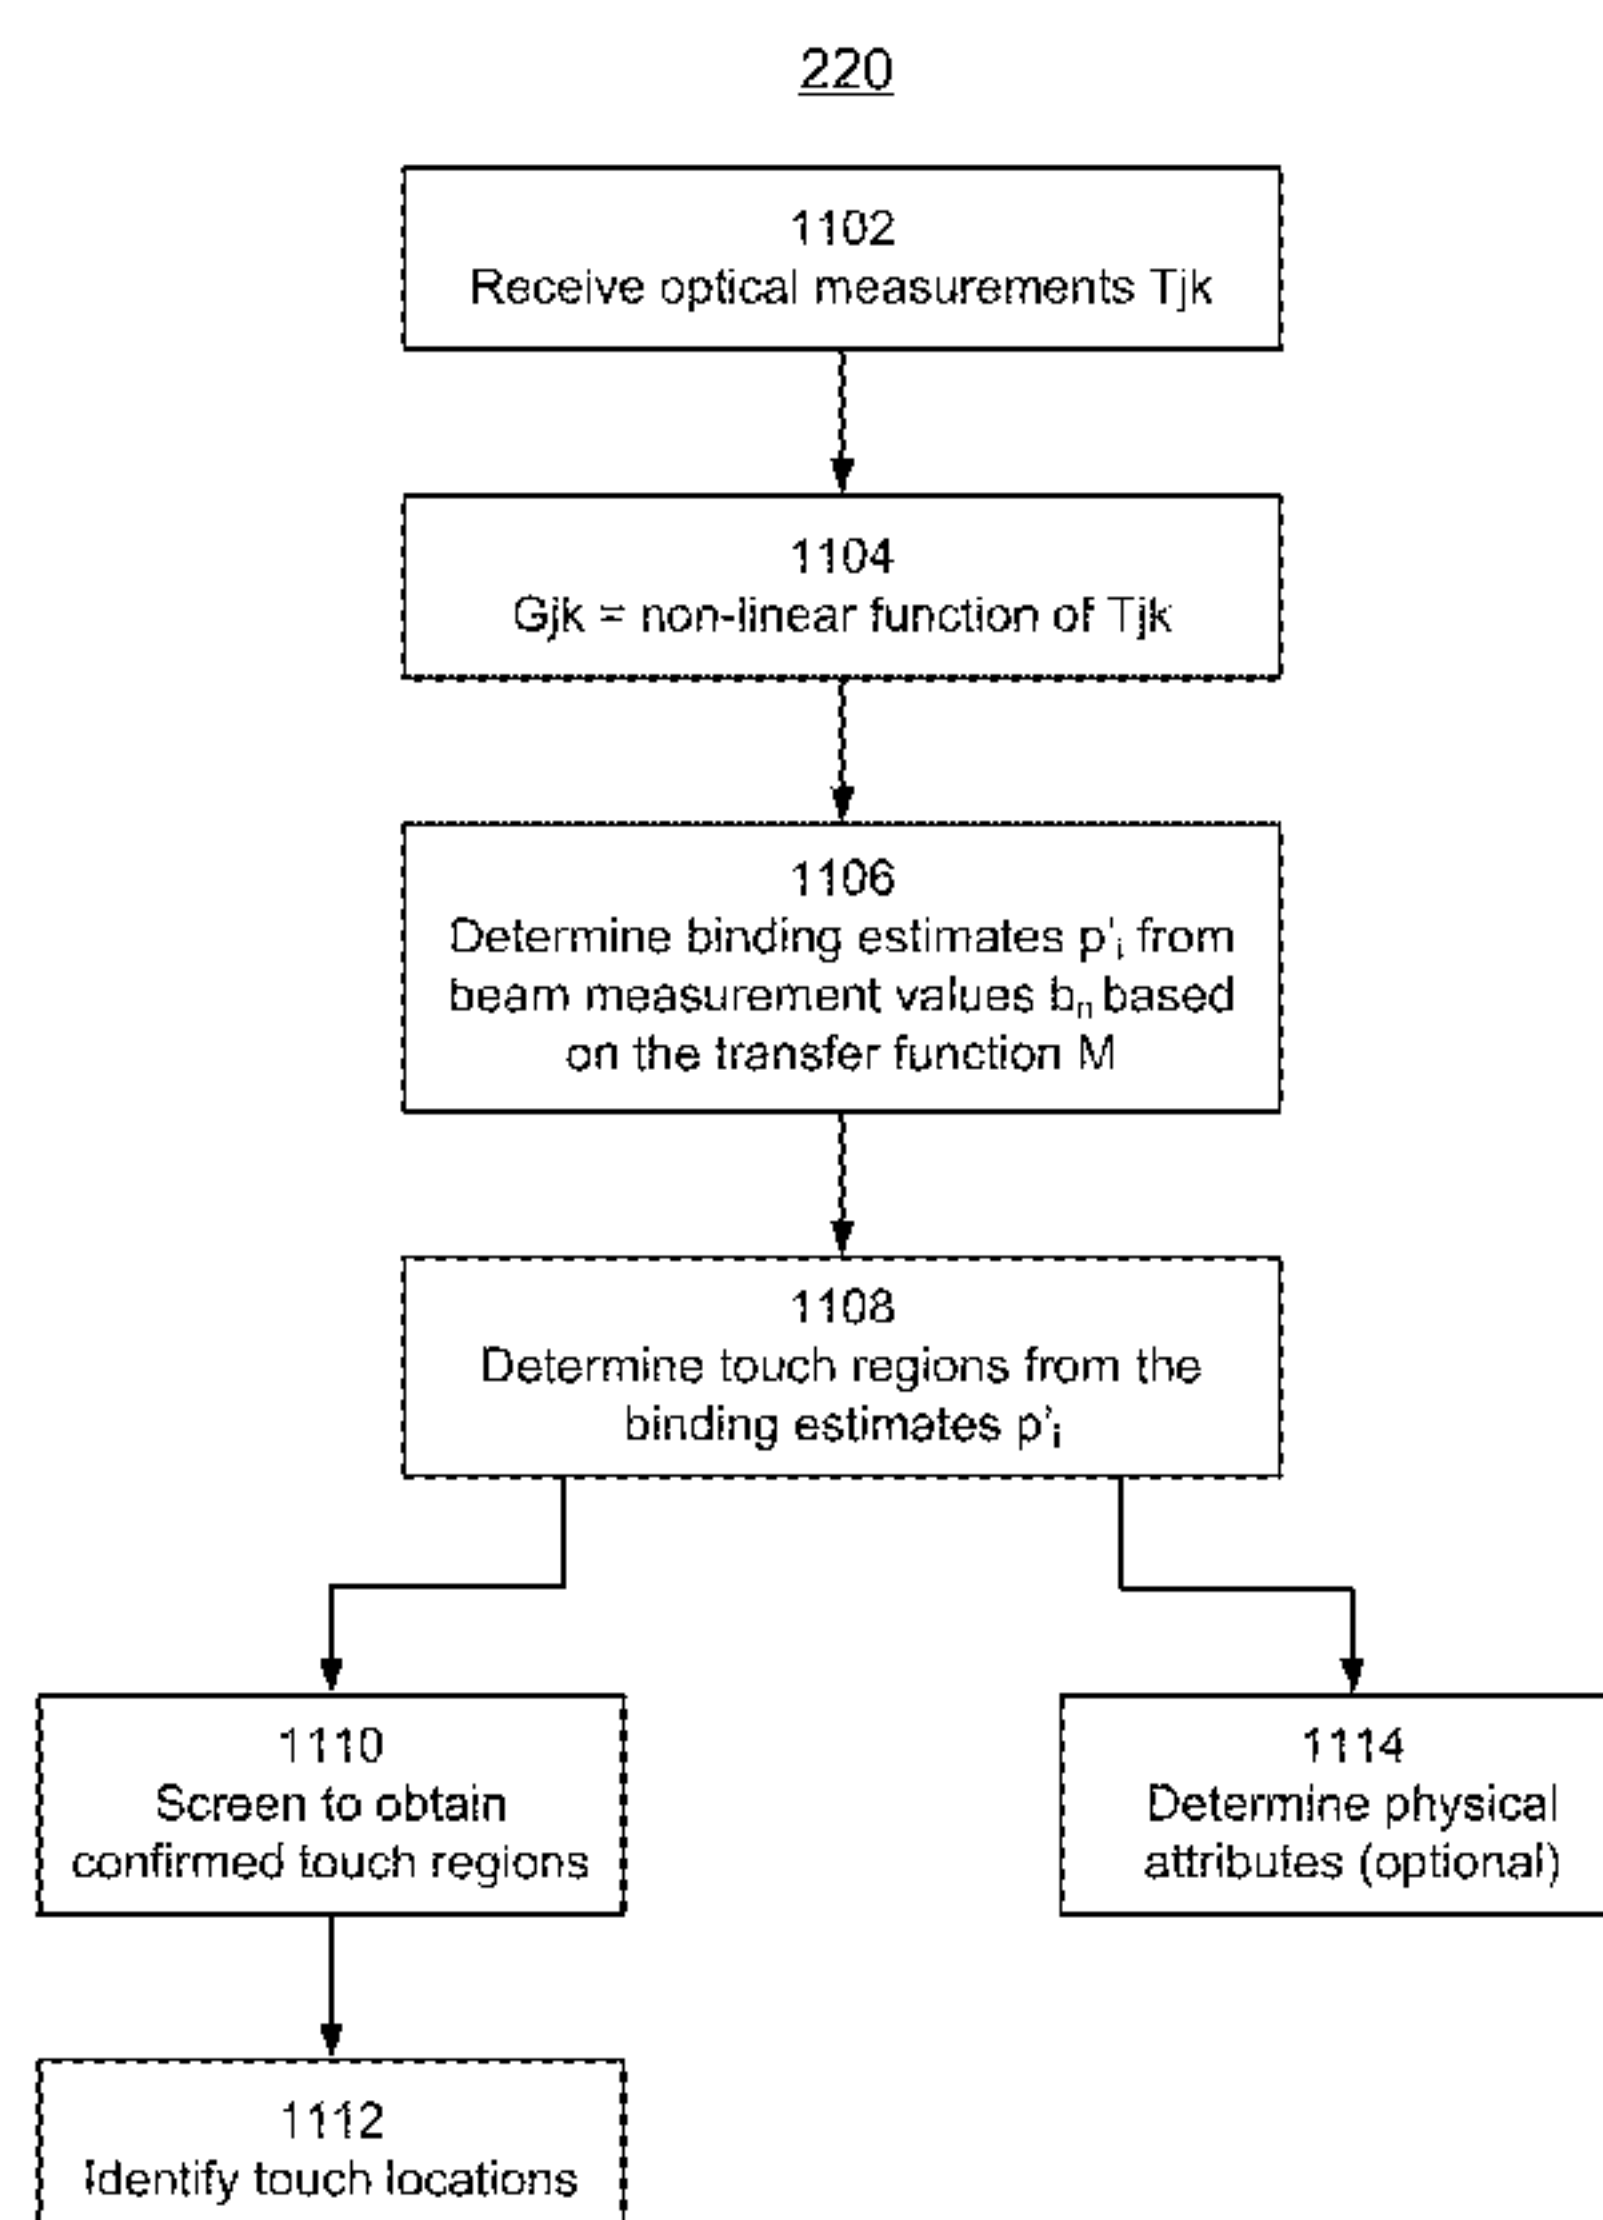 220
1102
Receive optical measurements Tjk
1104
Gjk = non-linear function of Tjk
1106
Determine binding estimates p'i from
beam measurement values bn based
on the transfer function M
1108
Determine touch regions from the
binding estimates p'i
1110
Screen to obtain
confirmed touch regions
1114
Determine physical
attributes (optional)
1112
Identify touch locations